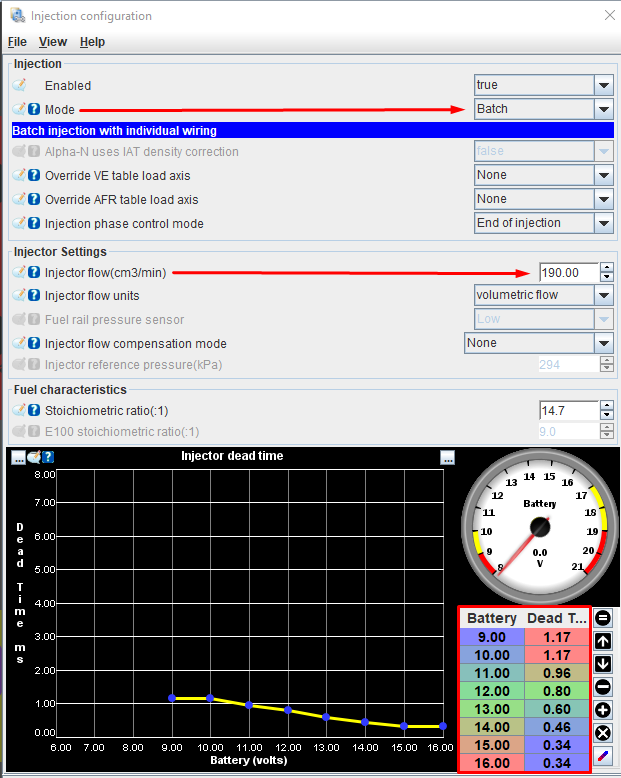 Injection configuration
File View Help
Injection
Enabled true
Mode Batch
Batch injection with individual wiring
Alpha-N uses IAT density correction false
Override VE table load axis None
Override AFR table load axis None
Injection phase control mode End of injection
Injector Settings
Injector flow(cm3/min) 190.00
Injector flow units volumetric flow
Fuel rail pressure sensor Low
Injector flow compensation mode None
Injector reference pressure(kPa) 294
Fuel characteristics
Stoichiometric ratio(:1) 14.7
E100 stoichiometric ratio(:1) 9.0
... Injector dead time ...
8.00
7.00
6.00
5.00
4.00
3.00
2.00
1.00
0.00
Dead Time ms
6.00 7.00 8.00 9.00 10.00 11.00 12.00 13.00 14.00 15.00 16.00
Battery (volts)
8 9 10 11 12 13 14 15 16 17 18 19 20 21
Battery
0.0
V
Battery Dead T...
9.00 1.17
10.00 1.17
11.00 0.96
12.00 0.80
13.00 0.60
14.00 0.46
15.00 0.34
16.00 0.34